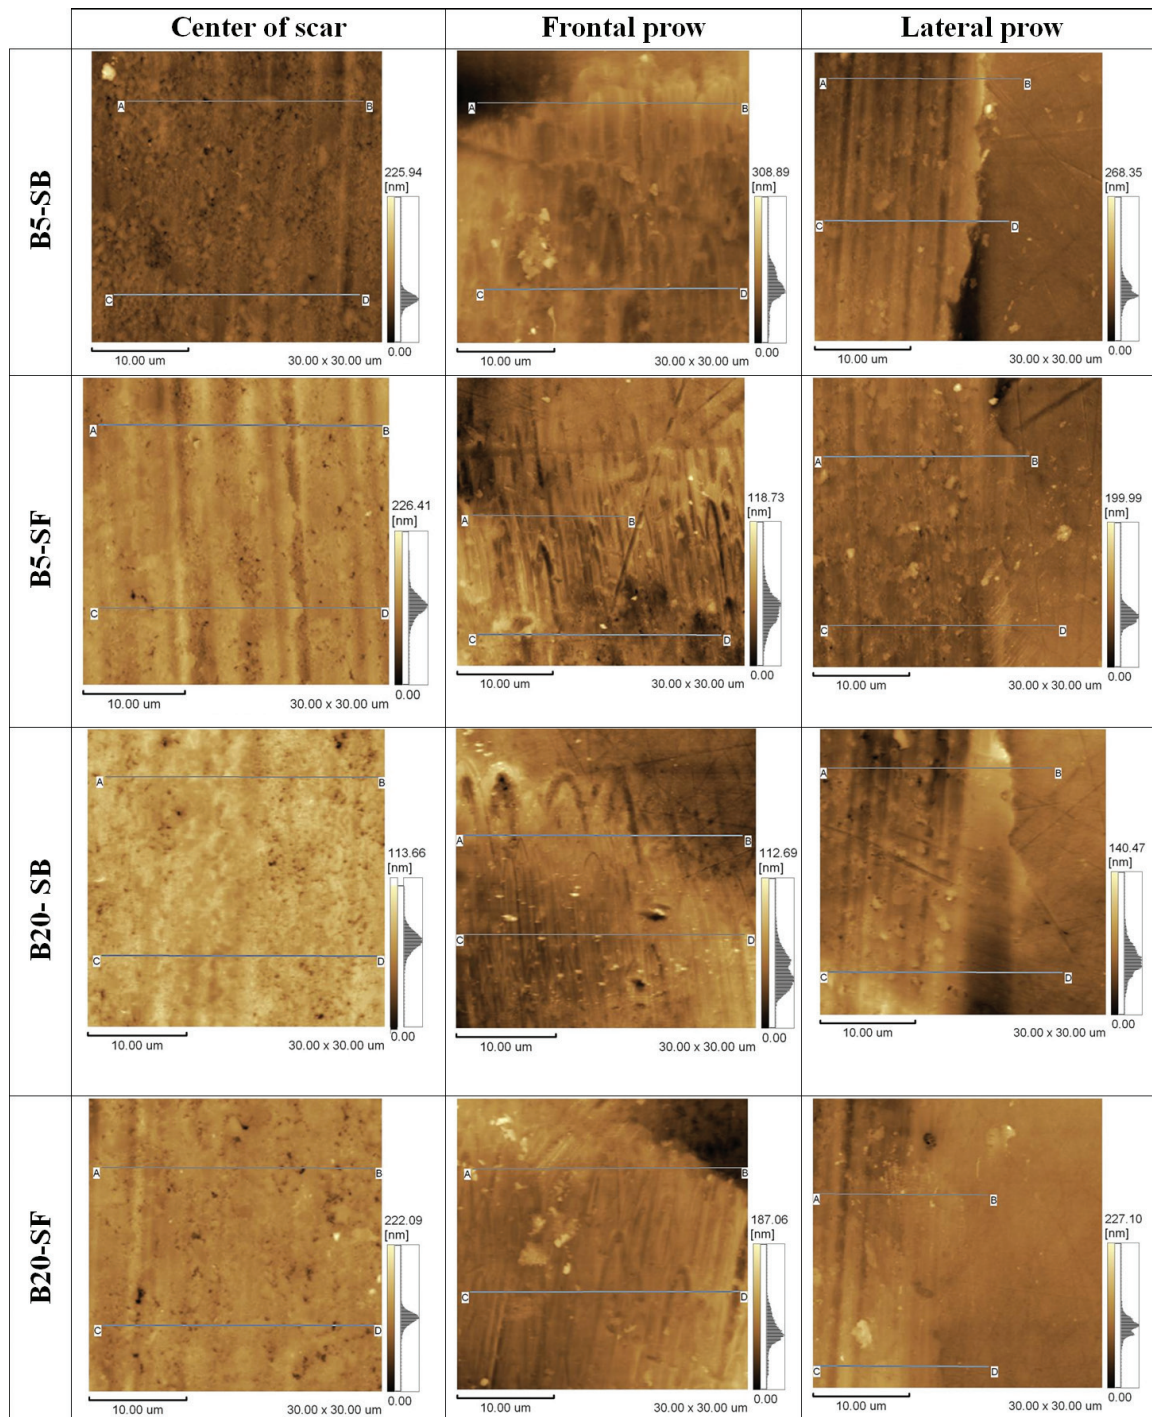 Center of scar Frontal prow Lateral prow
B5-SB
A B
C D
225.94
[nm]
0.00
10.00 um 30.00 x 30.00 um
A B
C D
308.89
[nm]
0.00
10.00 um 30.00 x 30.00 um
A B
C D
268.35
[nm]
0.00
10.00 um 30.00 x 30.00 um
B5-SF
A B
C D
226.41
[nm]
0.00
10.00 um 30.00 x 30.00 um
A B
C D
118.73
[nm]
0.00
10.00 um 30.00 x 30.00 um
A B
C D
199.99
[nm]
0.00
10.00 um 30.00 x 30.00 um
B20- SB
A B
C D
113.66
[nm]
0.00
10.00 um 30.00 x 30.00 um
A B
C D
112.69
[nm]
0.00
10.00 um 30.00 x 30.00 um
A B
C D
140.47
[nm]
0.00
10.00 um 30.00 x 30.00 um
B20-SF
A B
C D
222.09
[nm]
0.00
10.00 um 30.00 x 30.00 um
A B
C D
187.06
[nm]
0.00
10.00 um 30.00 x 30.00 um
A B
C D
227.10
[nm]
0.00
10.00 um 30.00 x 30.00 um